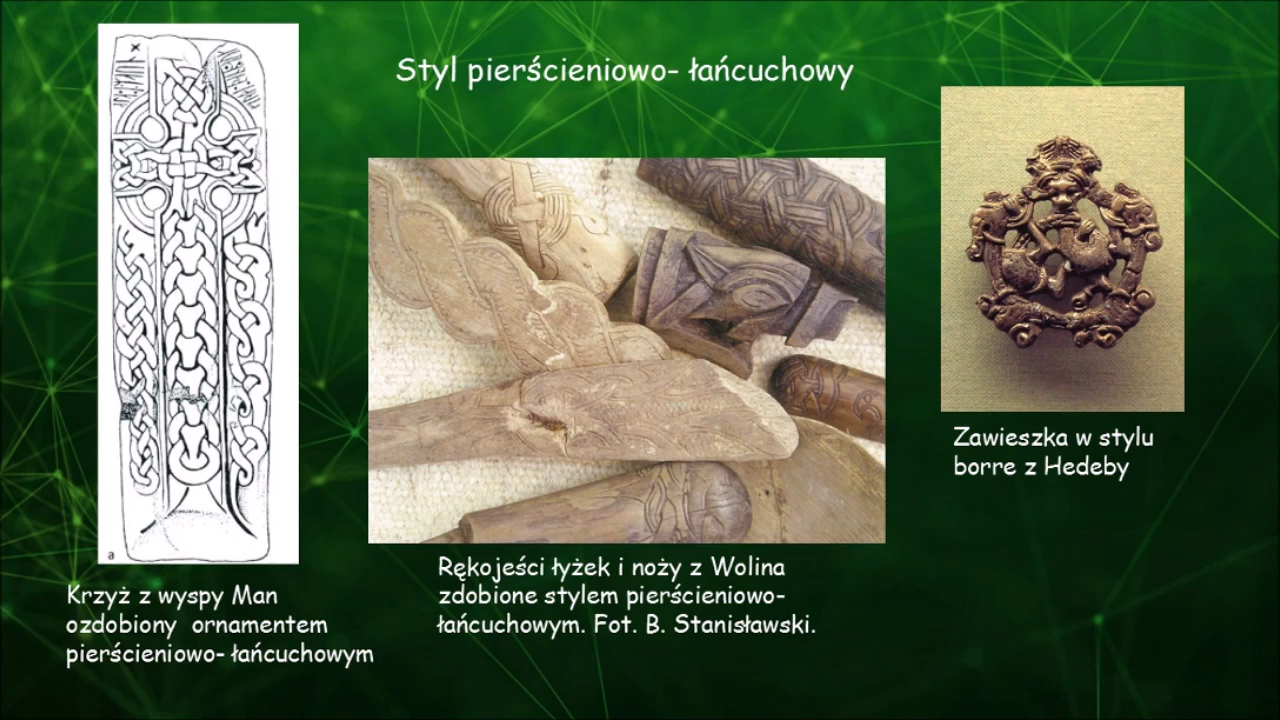 Styl pierścieniowo- łańcuchowy
a
Krzyż z wyspy Man
ozdobiony ornamentem
pierścieniowo- łańcuchowym
Rękojeści łyżek i noży z Wolina
zdobione stylem pierścieniowo-
łańcuchowym. Fot. B. Stanisławski.
Zawieszka w stylu
borre z Hedeby